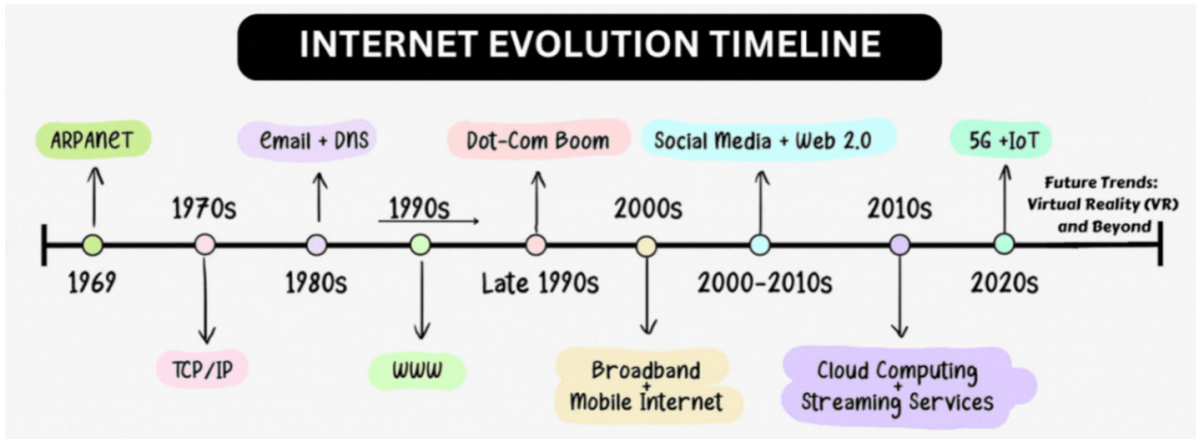 INTERNET EVOLUTION TIMELINE
ARPANET
email + DNS
Dot-Com Boom
Social Media + Web 2.0
5G +IoT
Future Trends:
Virtual Reality (VR)
and Beyond
1970s
1990s
2000s
2010s
1969
1980s
Late 1990s
2000-2010s
2020s
TCP/IP
WWW
Broadband
+
Mobile Internet
Cloud Computing
+
Streaming Services